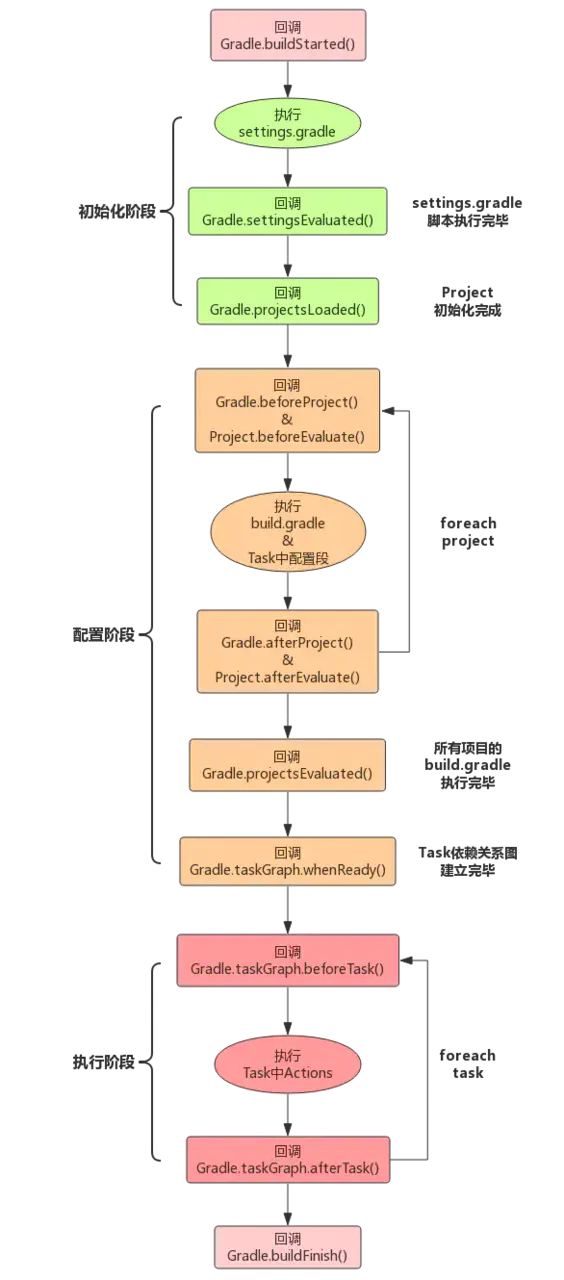 回调
Gradle.buildStarted()
执行
settings.gradle
初始化阶段
回调
Gradle.settingsEvaluated()
settings.gradle
脚本执行完毕
回调
Gradle.projectsLoaded()
Project
初始化完成
回调
Gradle.beforeProject()
&
Project.beforeEvaluate()
执行
build.gradle
&
Task中配置段
foreach
project
配置阶段
回调
Gradle.afterProject()
&
Project.afterEvaluate()
回调
Gradle.projectsEvaluated()
所有项目的
build.gradle
执行完毕
回调
Gradle.taskGraph.whenReady()
Task依赖关系图
建立完毕
回调
Gradle.taskGraph.beforeTask()
执行阶段
执行
Task中Actions
foreach
task
回调
Gradle.taskGraph.afterTask()
回调
Gradle.buildFinish()